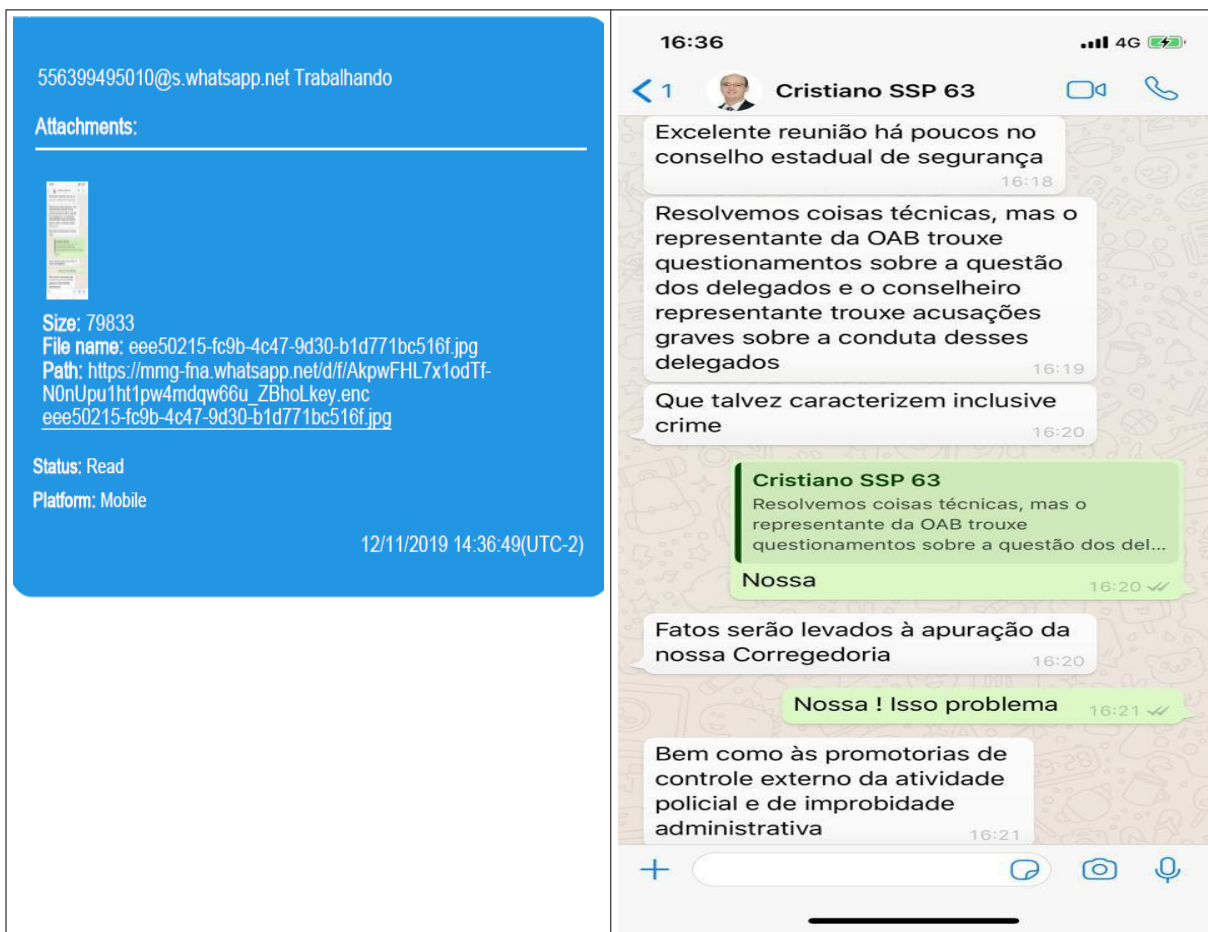 556399495010@s.whatsapp.net Trabalhando
Attachments:
Size: 79833
File name: eee50215-fc9b-4c47-9d30-b1d771bc516f.jpg
Path: https://mmg-fna.whatsapp.net/d/f/AkpwFHL7x1odTf-
N0nUpu1ht1pw4mdqw66u_ZBhoLkey.enc
eee50215-fc9b-4c47-9d30-b1d771bc516f.jpg
Status: Read
Platform: Mobile
12/11/2019 14:36:49(UTC-2)
16:36
4G
1
Cristiano SSP 63
Excelente reunião há poucos no
conselho estadual de segurança
16:18
Resolvemos coisas técnicas, mas o
representante da OAB trouxe
questionamentos sobre a questão
dos delegados e o conselheiro
representante trouxe acusações
graves sobre a conduta desses
delegados
16:19
Que talvez caracterizem inclusive
crime
16:20
Cristiano SSP 63
Resolvemos coisas técnicas, mas o
representante da OAB trouxe
questionamentos sobre a questão dos del...
Nossa
16:20
Fatos serão levados à apuração da
nossa Corregedoria
16:20
Nossa ! Isso problema
16:21
Bem como às promotorias de
controle externo da atividade
policial e de improbidade
administrativa
16:21